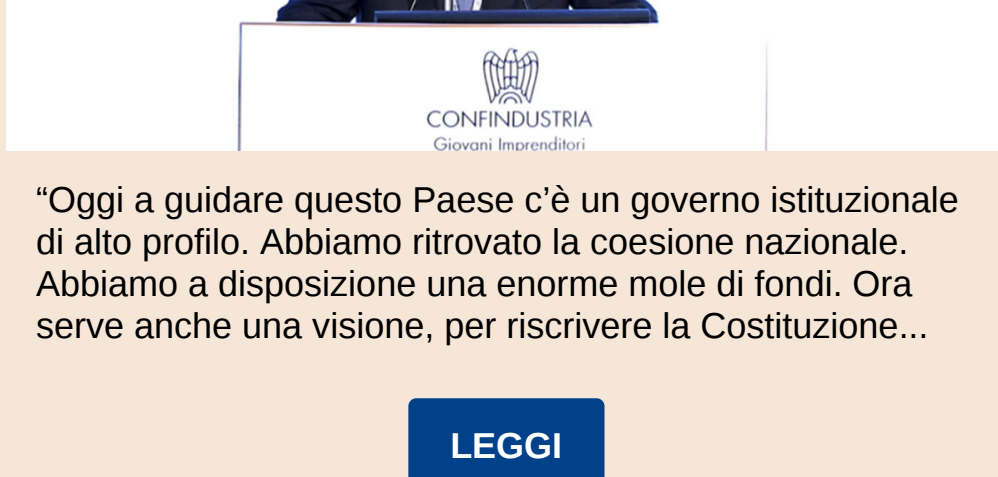 CONFINDUSTRIA
Giovani Imprenditori
“Oggi a guidare questo Paese c’è un governo istituzionale
di alto profilo. Abbiamo ritrovato la coesione nazionale.
Abbiamo a disposizione una enorme mole di fondi. Ora
serve anche una visione, per riscrivere la Costituzione...
LEGGI